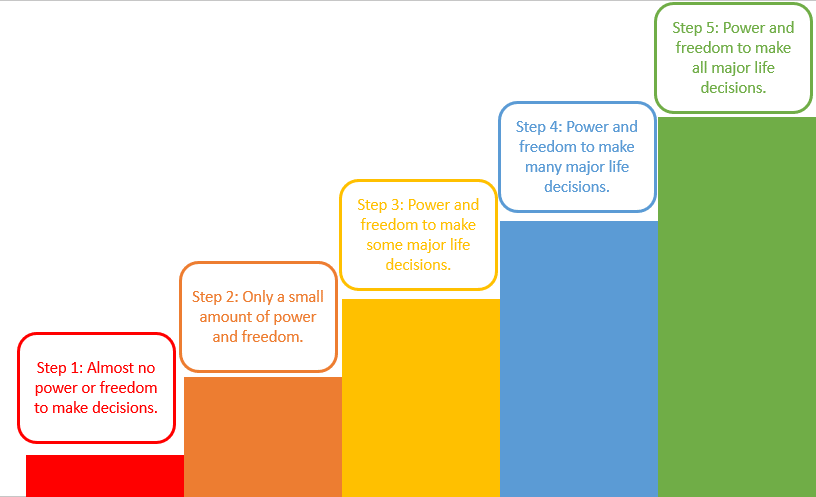 Step 1: Almost no
power or freedom
to make decisions.
Step 2: Only a small
amount of power
and freedom.
Step 3: Power and
freedom to make
some major life
decisions.
Step 4: Power and
freedom to make
many major life
decisions.
Step 5: Power and
freedom to make
all major life
decisions.